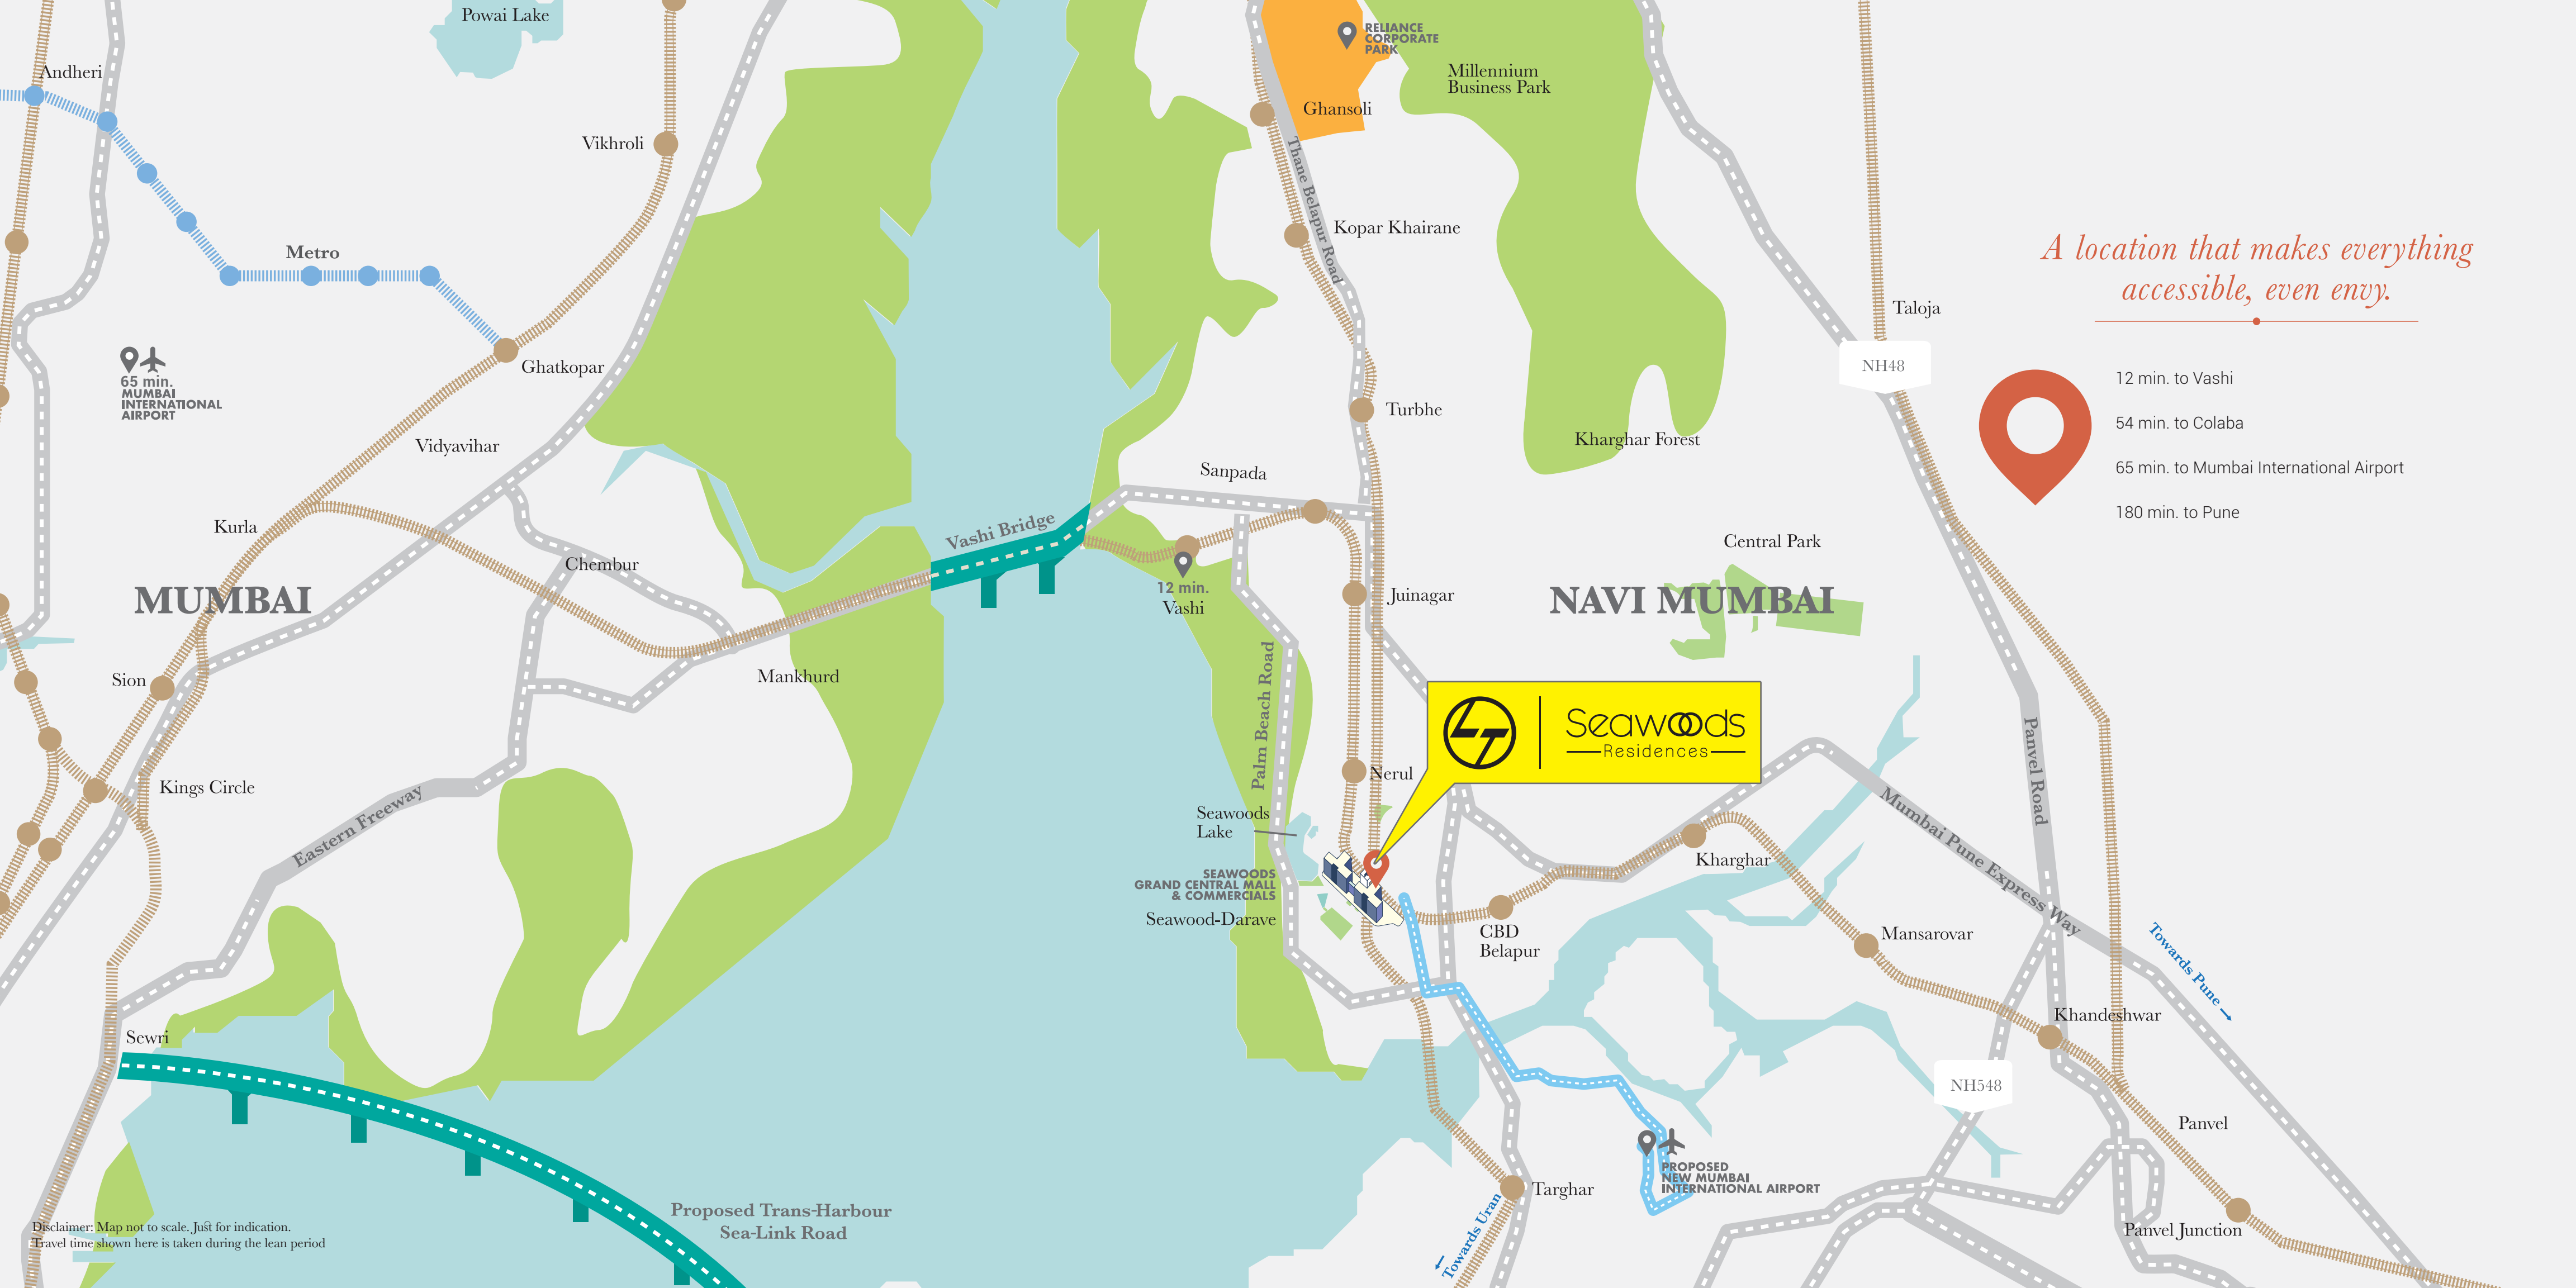 Powai Lake
Andheri
Vikhroli
Metro
65 min.
MUMBAI
INTERNATIONAL
AIRPORT
Ghatkopar
Vidyavihar
Kurla
MUMBAI
Chembur
Sion
Mankhurd
Kings Circle
Eastern Freeway
Sewri
Proposed Trans-Harbour
Sea-Link Road
Disclaimer: Map not to scale. Just for indication.
Travel time shown here is taken during the lean period
Vashi Bridge
RELIANCE
CORPORATE
PARK
Millennium
Business Park
Ghansoli
Thane Belapur Road
Kopar Khairane
Turbhe
Kharghar Forest
Sanpada
12 min.
Vashi
Juinagar
Palm Beach Road
Central Park
NAVI MUMBAI
LT
Seawoods
Residences
Nerul
Seawoods
Lake
SEAWOODS
GRAND CENTRAL MALL
& COMMERCIALS
Seawood-Darave
CBD
Belapur
Kharghar
Mumbai Pune Express Way
Mansarovar
Khandeshwar
Towards Pune
NH548
Panvel
Panvel Junction
PROPOSED
NEW MUMBAI
INTERNATIONAL AIRPORT
Targhar
Towards Uran
Taloja
NH48
Panvel Road
A location that makes everything
accessible, even envy.
12 min. to Vashi
54 min. to Colaba
65 min. to Mumbai International Airport
180 min. to Pune